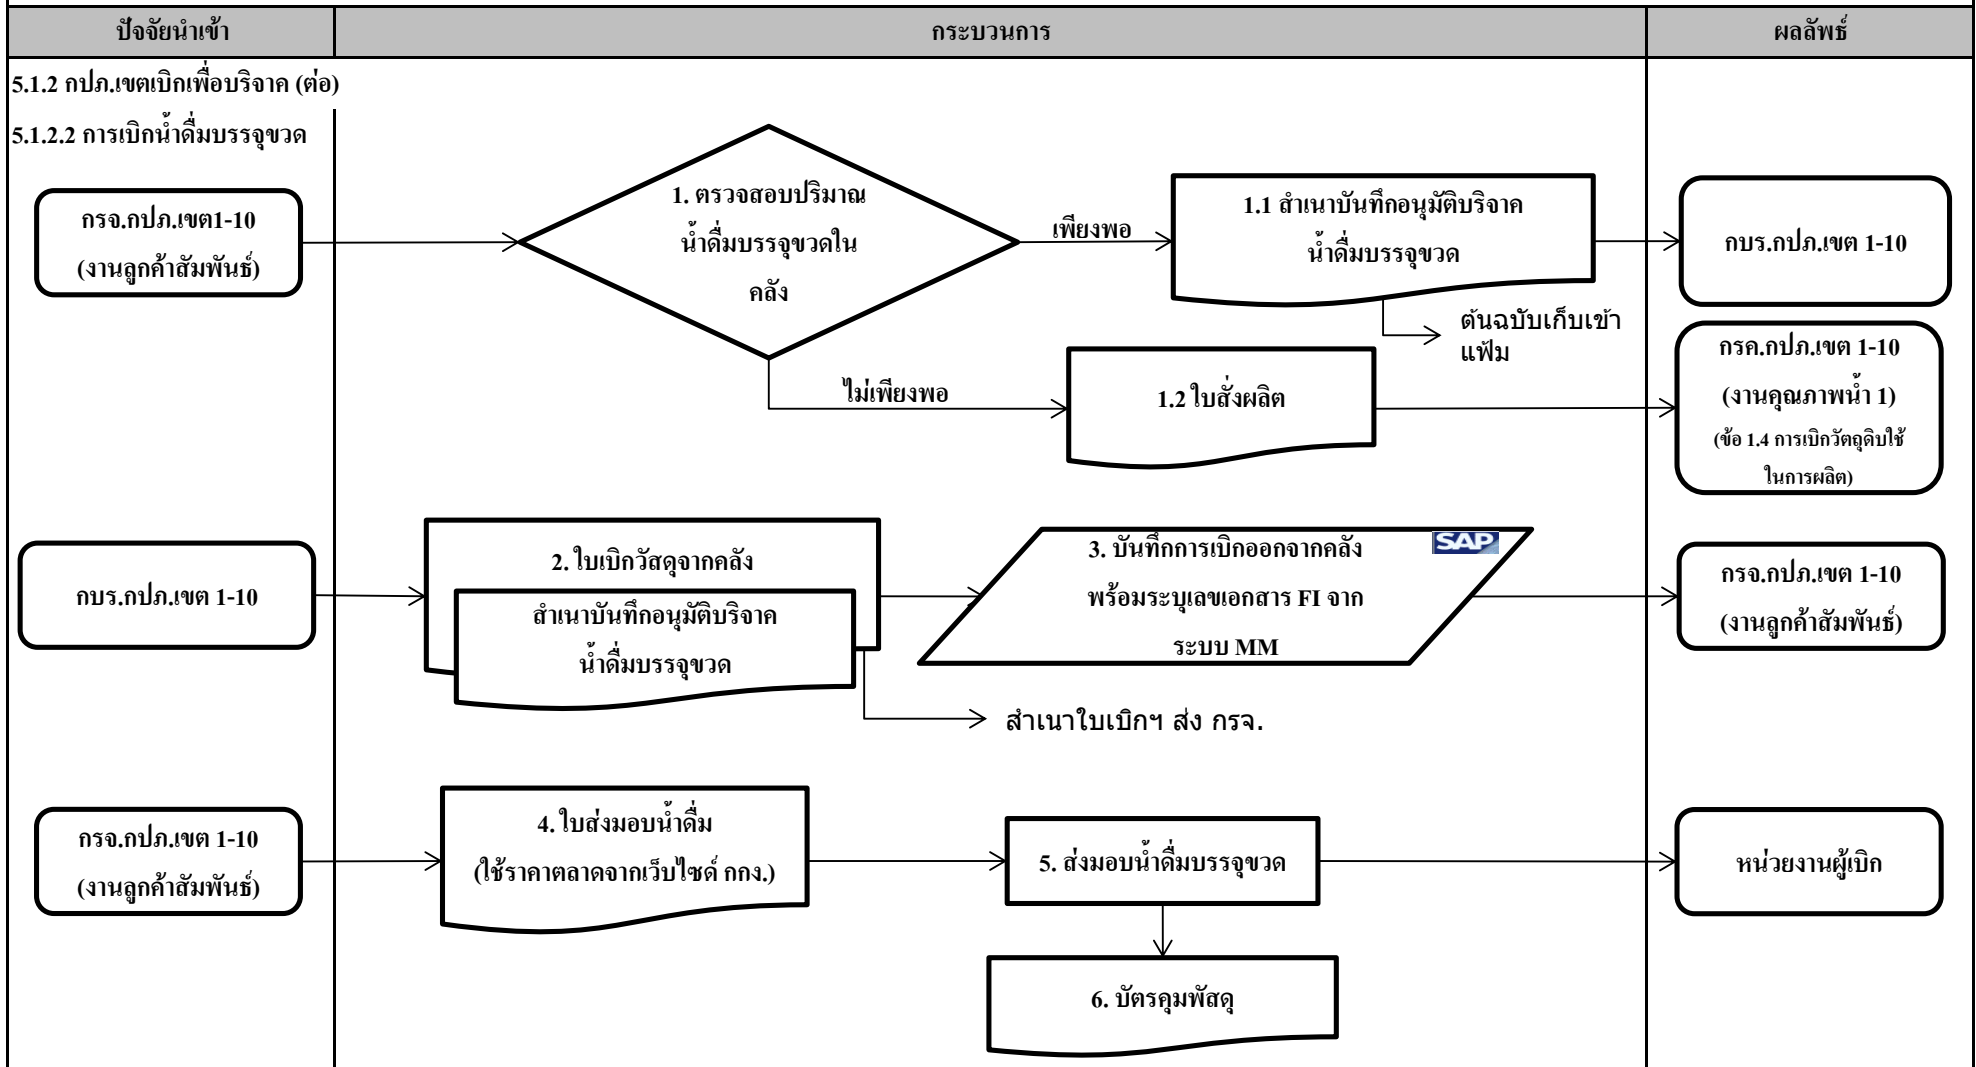 ปัจจัยนำเข้า
กระบวนการ
ผลลัพธ์
5.1.2 กปภ.เขตเบิกเพื่อบริจาค (ต่อ)
5.1.2.2 การเบิกน้ำดื่มบรรจุขวด
กรจ.กปภ.เขต1-10
(งานลูกค้าสัมพันธ์)
1. ตรวจสอบปริมาณ
น้ำดื่มบรรจุขวดใน
คลัง
เพียงพอ
1.1 สำเนาบันทึกอนุมัติบริจาค
น้ำดื่มบรรจุขวด
กบร.กปภ.เขต 1-10
ต้นฉบับเก็บเข้า
แฟ้ม
ไม่เพียงพอ
1.2 ใบสั่งผลิต
กรค.กปภ.เขต 1-10
(งานคุณภาพน้ำ 1)
(ข้อ 1.4 การเบิกวัตถุดิบใช้
ในการผลิต)
กบร.กปภ.เขต 1-10
2. ใบเบิกวัสดุจากคลัง
สำเนาบันทึกอนุมัติบริจาค
น้ำดื่มบรรจุขวด
3. บันทึกการเบิกออกจากคลัง
พร้อมระบุเลขเอกสาร FI จาก
ระบบ MM
SAP
กรจ.กปภ.เขต 1-10
(งานลูกค้าสัมพันธ์)
สำเนาใบเบิกฯ ส่ง กรจ.
กรจ.กปภ.เขต 1-10
(งานลูกค้าสัมพันธ์)
4. ใบส่งมอบน้ำดื่ม
(ใช้ราคาตลาดจากเว็บไซด์ กกง.)
5. ส่งมอบน้ำดื่มบรรจุขวด
หน่วยงานผู้เบิก
6. บัตรคุมพัสดุ